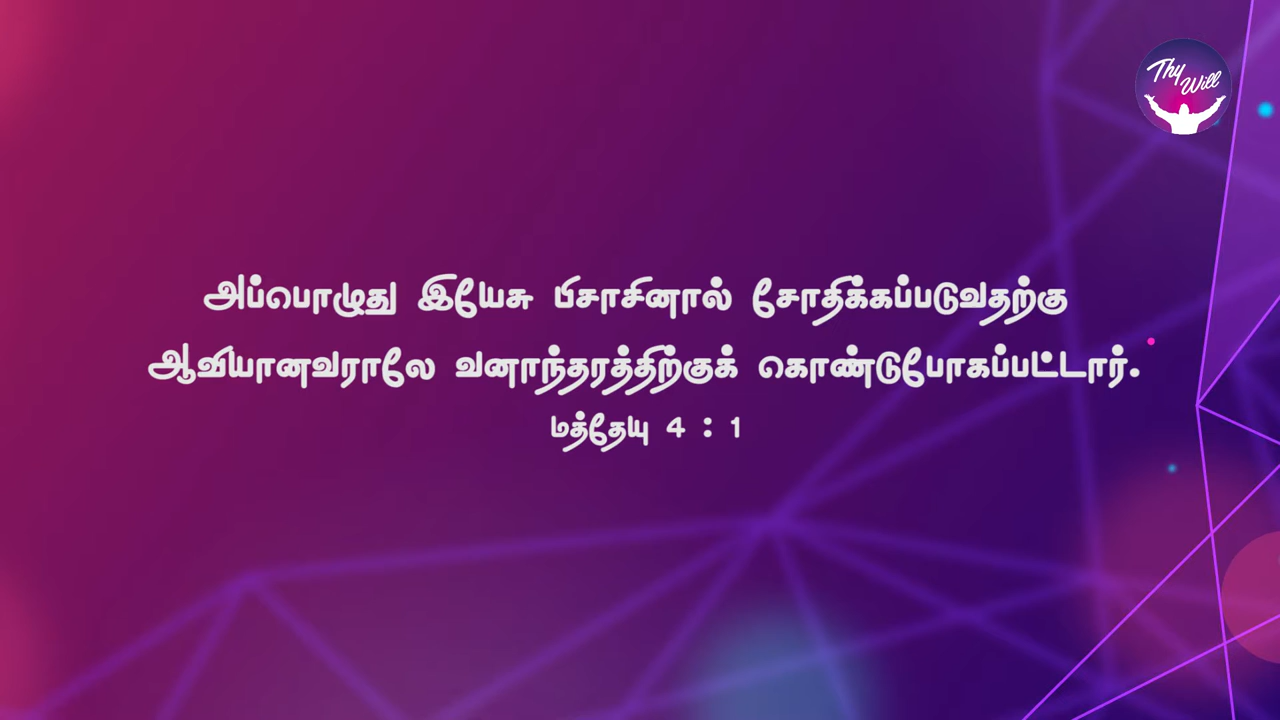 Thy
Will
அப்பொழுது இயேசு பிசாசினால் சோதிக்கப்படுவதற்கு
ஆவியானவராலே வனாந்தரத்திற்குக் கொண்டுபோகப்பட்டார்.
மத்தேயு 4 : 1